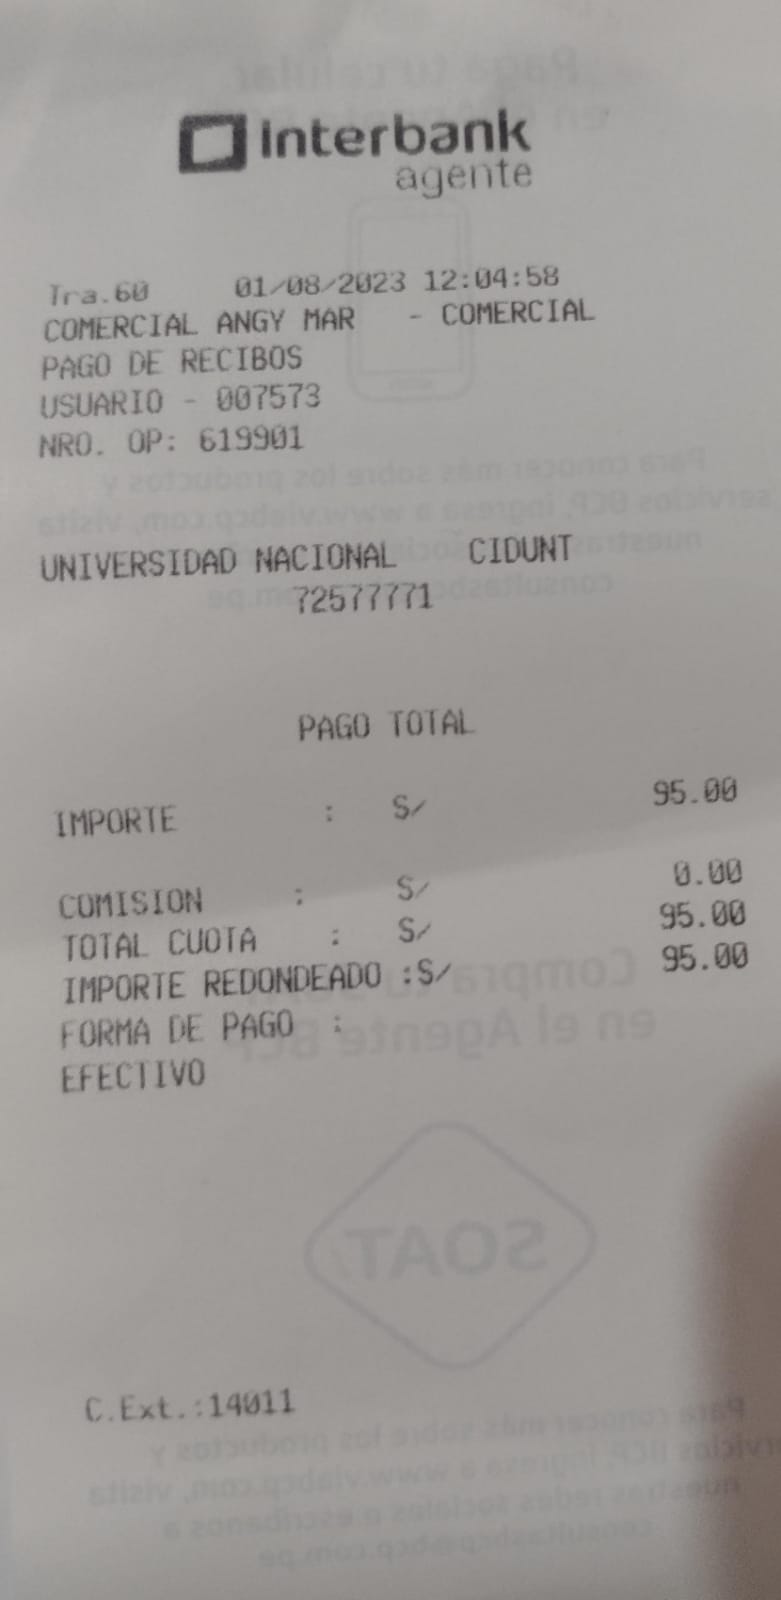 Interbank
agente
Tra.60 01/08/2023 12:04:58
COMERCIAL ANGY MAR - COMERCIAL
PAGO DE RECIBOS
USUARIO - 007573
NRO. OP: 619901
UNIVERSIDAD NACIONAL CIDUNT
72577771
PAGO TOTAL
IMPORTE : S/ 95.00
COMISION : S/ 0.00
TOTAL CUOTA : S/ 95.00
IMPORTE REDONDEADO :S/ 95.00
FORMA DE PAGO :
EFECTIVO
SOAT
C.Ext.:14011